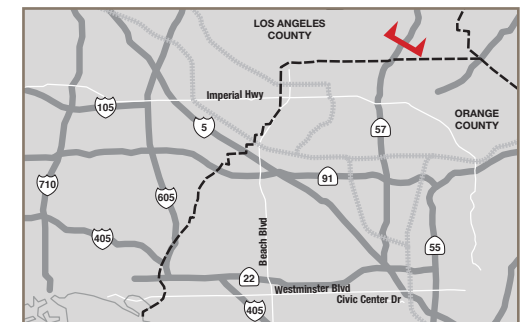 LOS ANGELES
COUNTY
Imperial Hwy
105
5
57
ORANGE
COUNTY
91
710
605
Beach Blvd
405
55
22
Westminster Blvd
Civic Center Dr
405